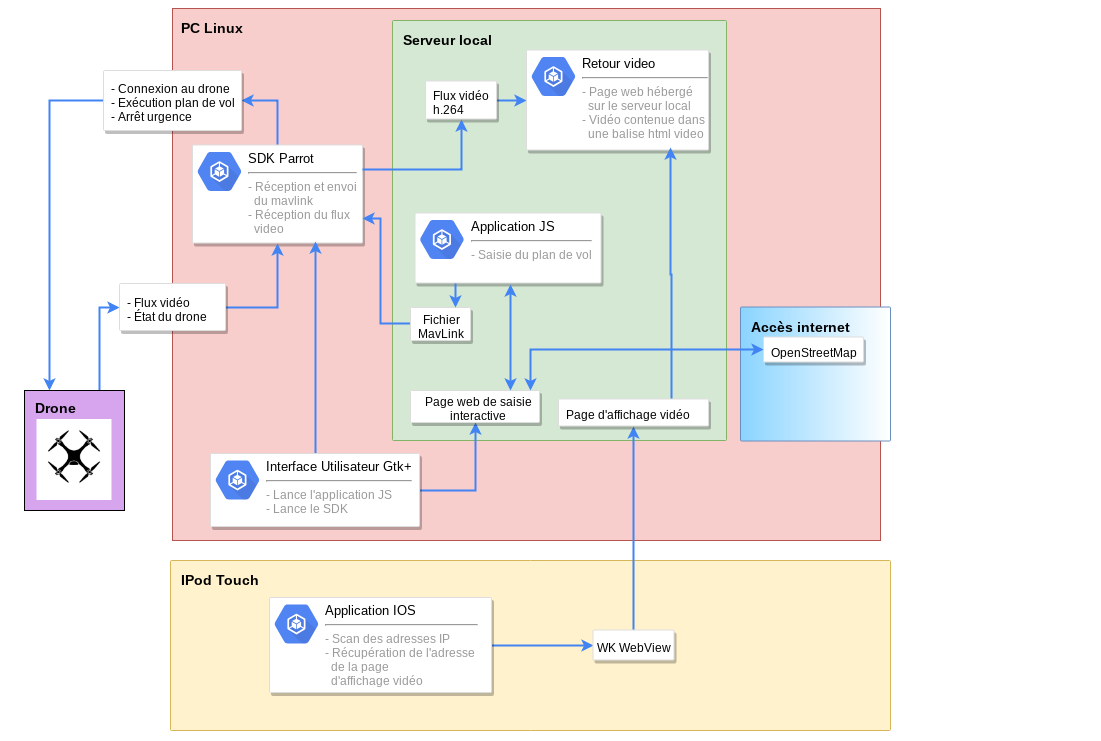 PC Linux
Serveur local
Retour video
- Page web hébergé
sur le serveur local
- Vidéo contenue dans
une balise html video
Flux vidéo
h.264
- Connexion au drone
- Exécution plan de vol
- Arrêt urgence
SDK Parrot
- Réception et envoi
du mavlink
- Réception du flux
video
Application JS
- Saisie du plan de vol
- Flux vidéo
- État du drone
Fichier
MavLink
Accès internet
OpenStreetMap
Drone
Page web de saisie
interactive
Page d'affichage vidéo
Interface Utilisateur Gtk+
- Lance l'application JS
- Lance le SDK
IPod Touch
Application IOS
- Scan des adresses IP
- Récupération de l'adresse
de la page
d'affichage vidéo
WK WebView